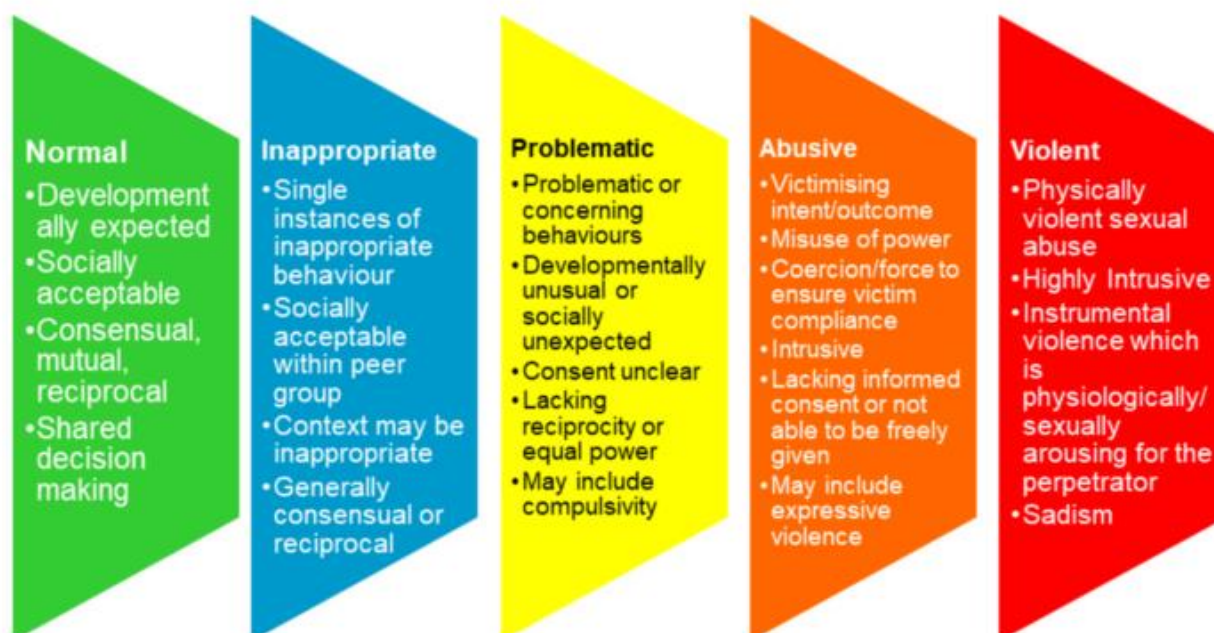 Normal
•Development
ally expected
•Socially
acceptable
•Consensual,
mutual,
reciprocal
•Shared
decision
making
Inappropriate
•Single
instances of
inappropriate
behaviour
•Socially
acceptable
within peer
group
•Context may be
inappropriate
•Generally
consensual or
reciprocal
Problematic
•Problematic or
concerning
behaviours
•Developmentally
unusual or
socially
unexpected
•Consent unclear
•Lacking
reciprocity or
equal power
•May include
compulsivity
Abusive
•Victimising
intent/outcome
•Misuse of power
•Coercion/force to
ensure victim
compliance
•Intrusive
•Lacking informed
consent or not
able to be freely
given
•May include
expressive
violence
Violent
•Physically
violent sexual
abuse
•Highly Intrusive
•Instrumental
violence which
is
physiologically/
sexually
arousing for the
perpetrator
•Sadism